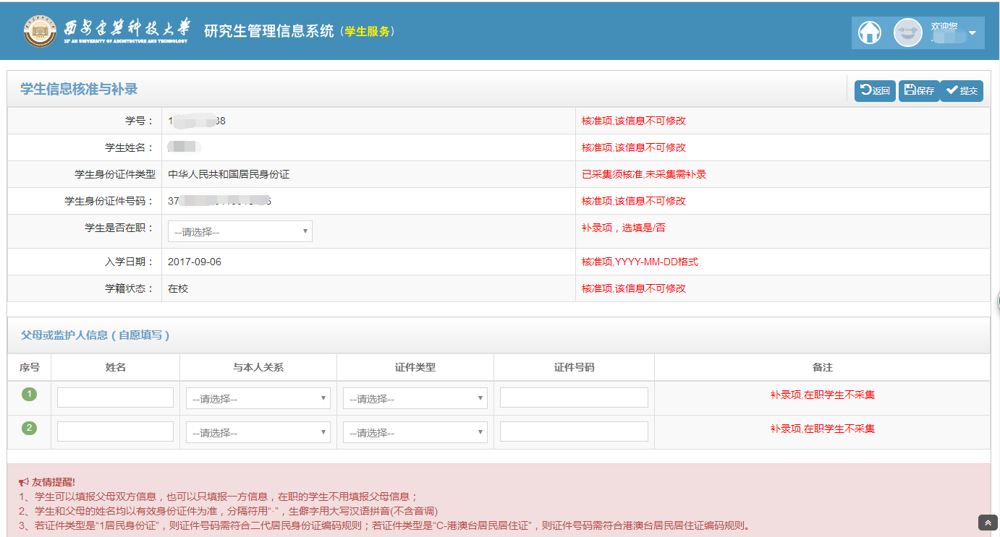 西安建筑科技大学
XI'AN UNIVERSITY OF ARCHITECTURE AND TECHNOLOGY
研究生管理信息系统（学生服务）
欢迎您
学生信息核准与补录
返回 保存 提交
学号： 核准项,该信息不可修改
学生姓名： 核准项,该信息不可修改
学生身份证件类型 中华人民共和国居民身份证 已采集须核准,未采集需补录
学生身份证件号码： 37 核准项,该信息不可修改
学生是否在职： --请选择-- 补录项，选填是/否
入学日期： 2017-09-06 核准项,YYYY-MM-DD格式
学籍状态： 在校 核准项,该信息不可修改
父母或监护人信息（自愿填写）
序号 姓名 与本人关系 证件类型 证件号码 备注
1 --请选择-- --请选择-- 补录项,在职学生不采集
2 --请选择-- --请选择-- 补录项,在职学生不采集
友情提醒!
1、学生可以填报父母双方信息，也可以只填报一方信息，在职的学生不用填报父母信息；
2、学生和父母的姓名均以有效身份证件为准，分隔符用“·”，生僻字用大写汉语拼音(不含音调)
3、若证件类型是“1居民身份证”，则证件号码需符合二代居民身份证编码规则；若证件类型是“C-港澳台居民居住证”，则证件号码需符合港澳台居民居住证编码规则。